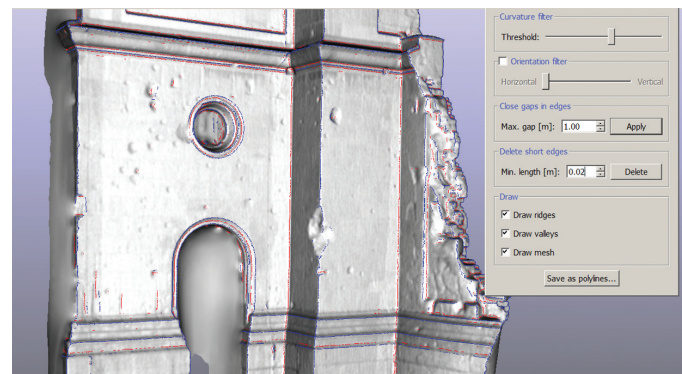 Curvature filter
Threshold:
Orientation filter
Horizontal Vertical
Close gaps in edges
Max. gap [m]: 1.00 Apply
Delete short edges
Min. length [m]: 0.02 Delete
Draw
Draw ridges
Draw valleys
Draw mesh
Save as polylines...